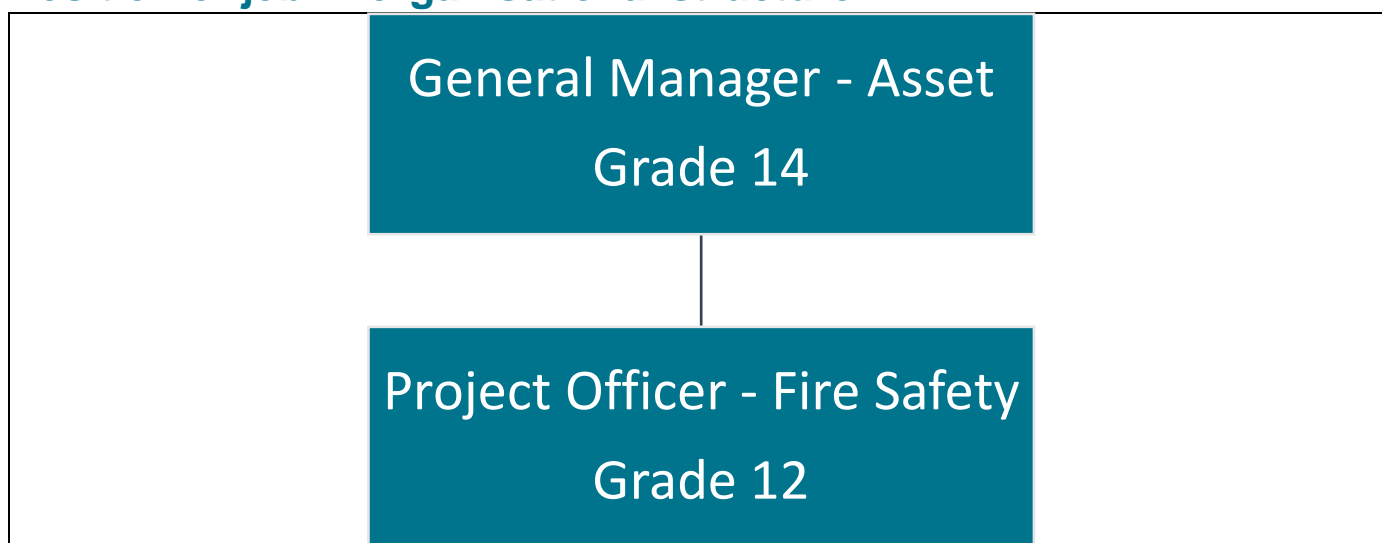 General Manager - Asset
Grade 14
Project Officer - Fire Safety
Grade 12